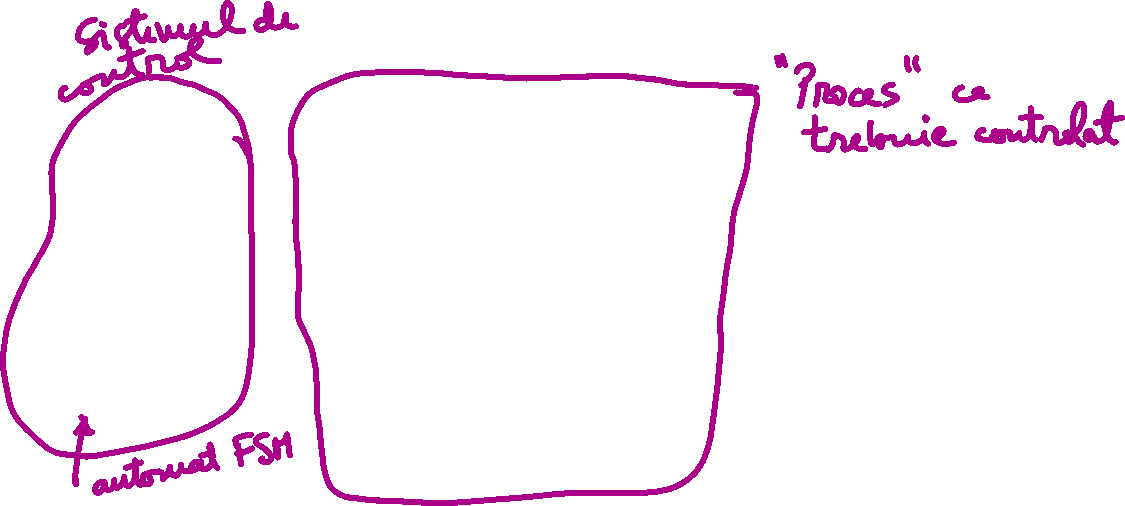 Sistemul de
control
"Proces" ce
trebuie controlat
automat FSM